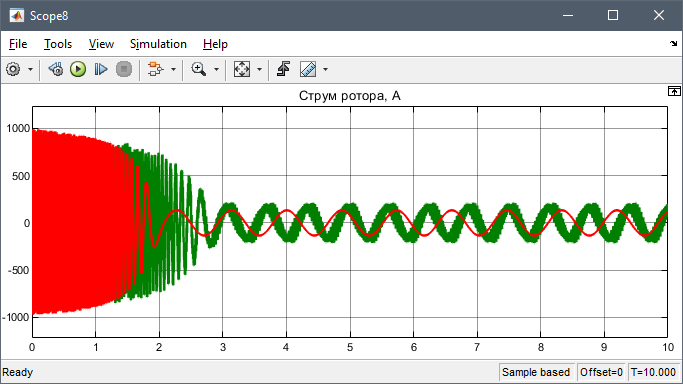 Scope8
File Tools View Simulation Help
Струм ротора, А
1000
500
0
-500
-1000
0 1 2 3 4 5 6 7 8 9 10
Ready Sample based Offset=0 T=10.000